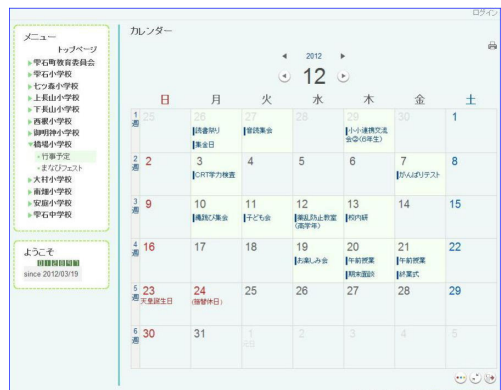 ログイン
メニュー
トップページ
雫石町教育委員会
雫石小学校
七ツ森小学校
上長山小学校
下長山小学校
西根小学校
御明神小学校
橋場小学校
行事予定
まなびフェスト
大村小学校
南畑小学校
安庭小学校
雫石中学校
ようこそ
since 2012/03/19
カレンダー
2012
12
日 月 火 水 木 金 土
1週 25 26 27 28 29 30 1
読書祭り 音読集会 小小連携交流会②(6年生)
集金日
2週 2 3 4 5 6 7 8
CRT学力検査 がんばりテスト
3週 9 10 11 12 13 14 15
縄跳び集会 子ども会 薬乱防止教室(高学年) 校内研
4週 16 17 18 19 20 21 22
お楽しみ会 午前授業 午前授業
期末面談 終業式
5週 23 24 25 26 27 28 29
天皇誕生日 (振替休日)
6週 30 31 1 2 3 4 5
元日